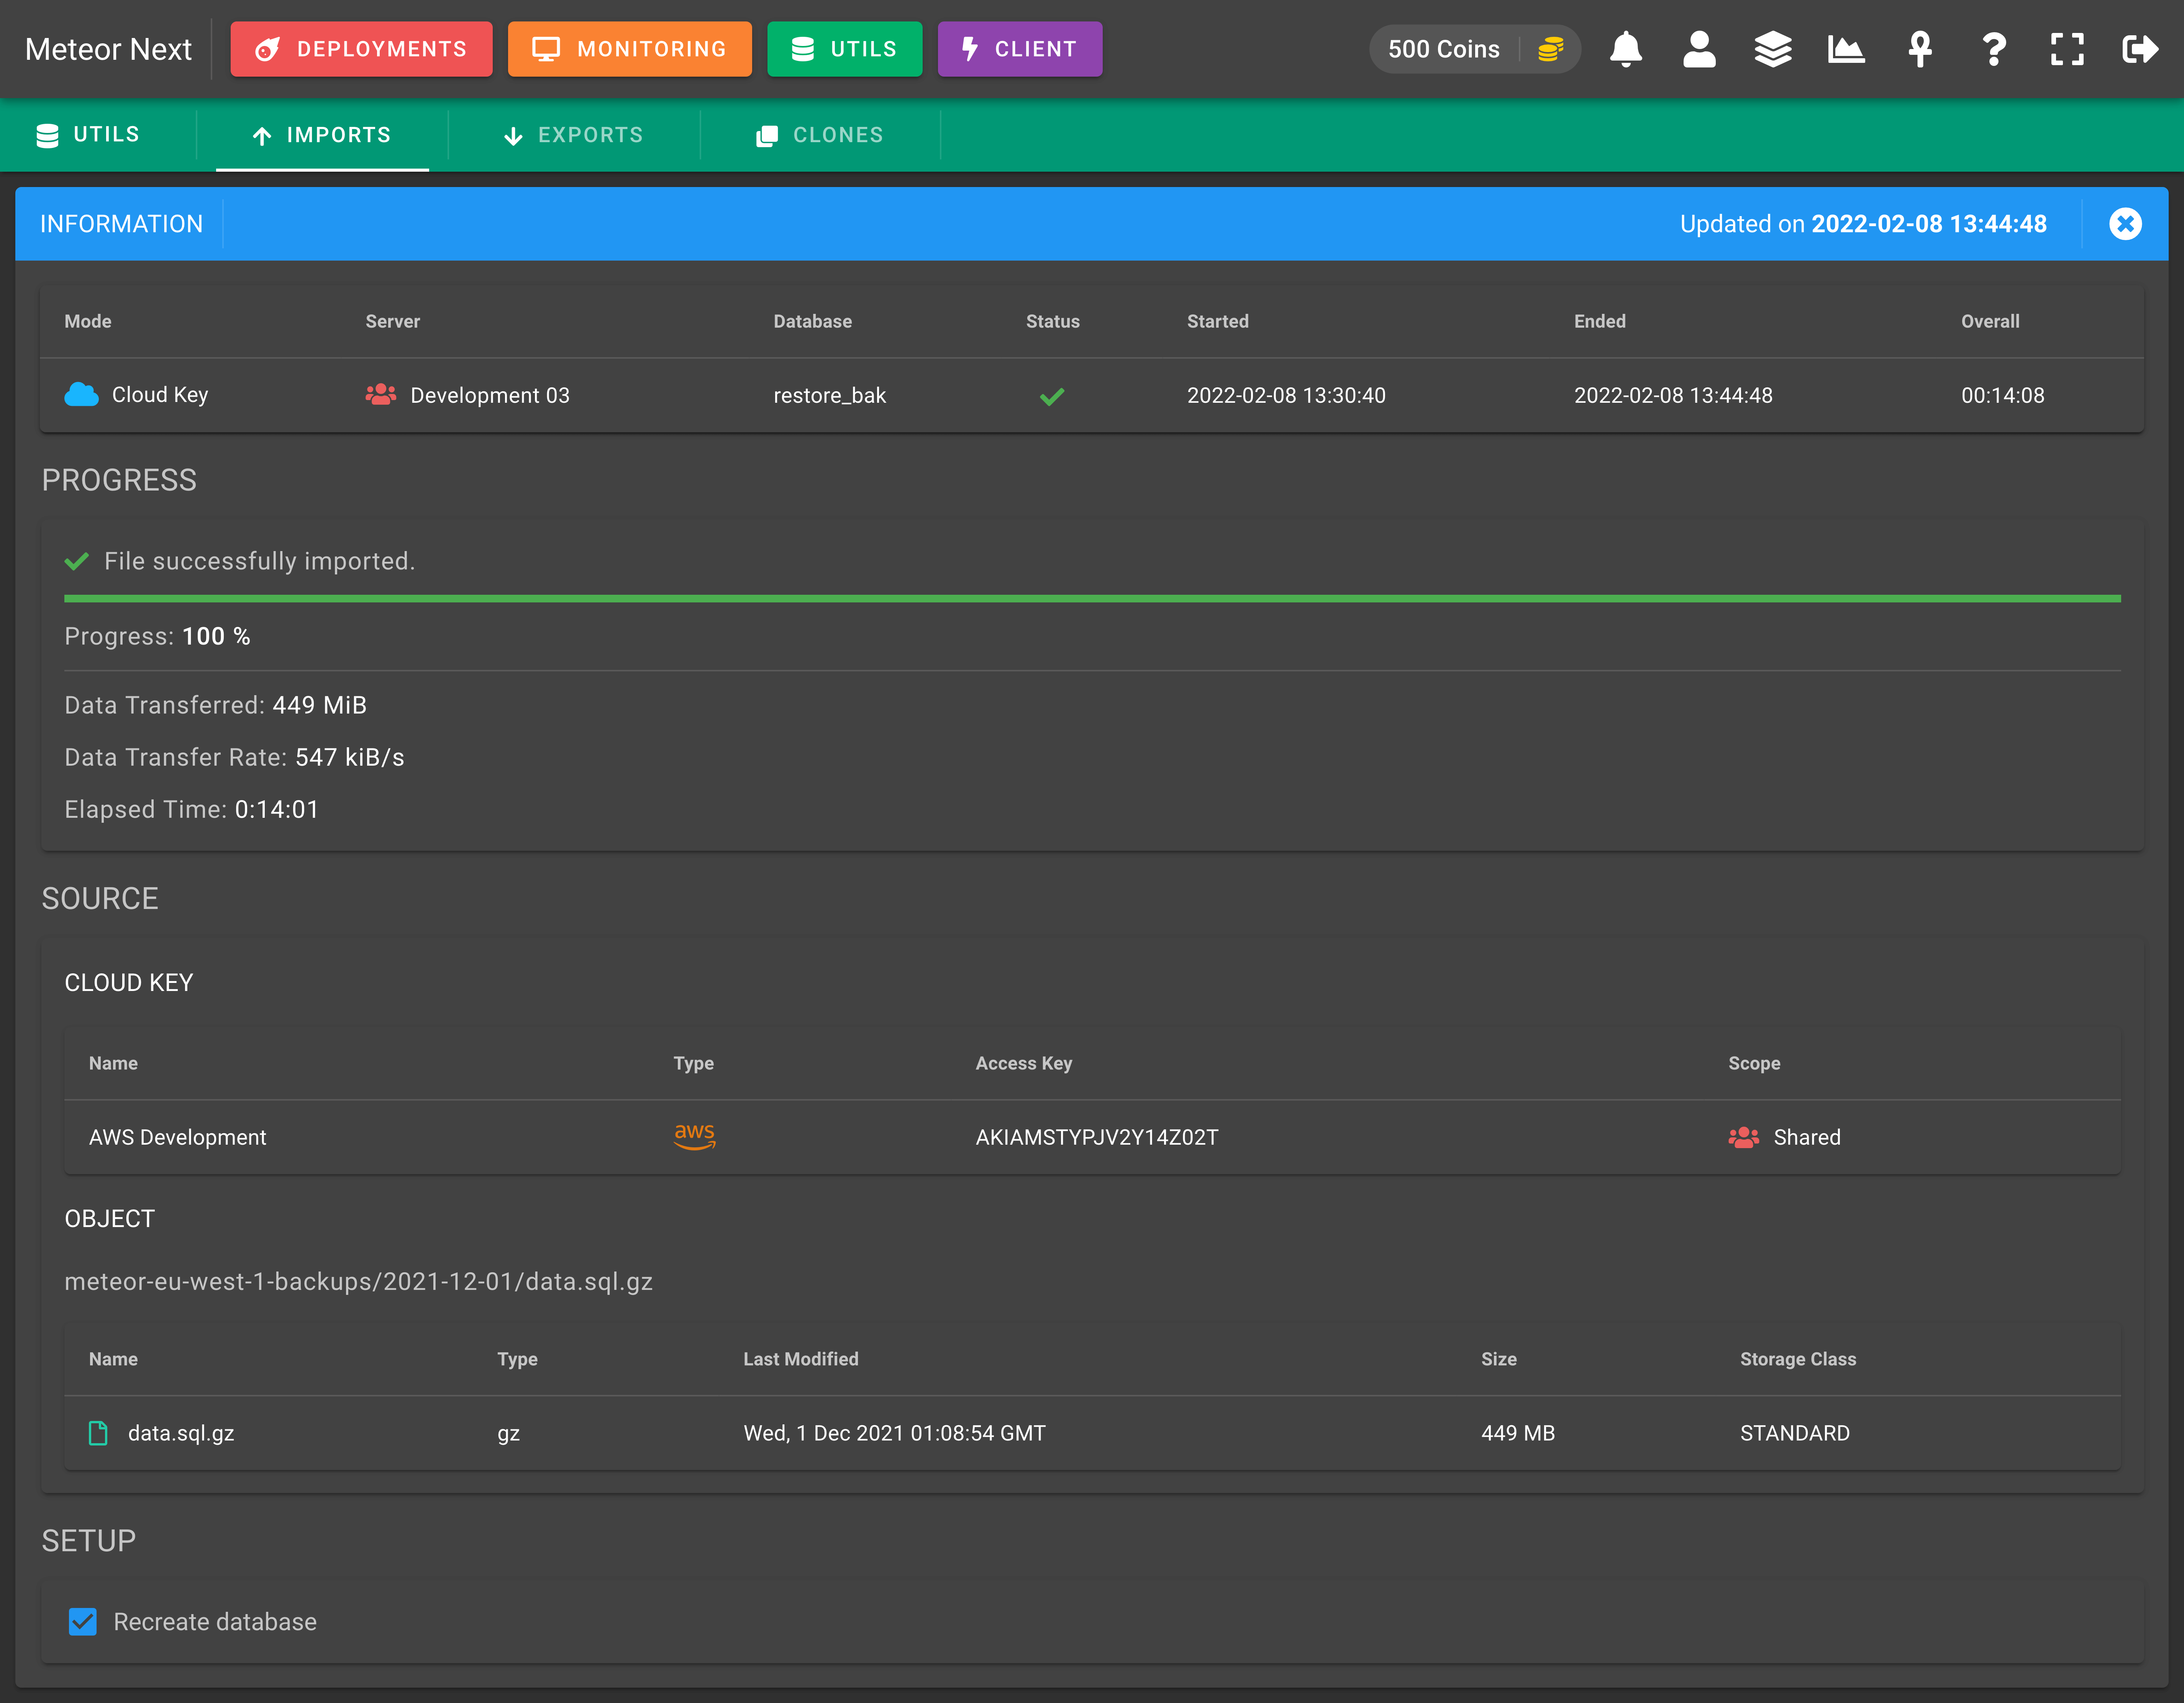 Meteor Next DEPLOYMENTS MONITORING UTILS CLIENT 500 Coins
UTILS IMPORTS EXPORTS CLONES
INFORMATION Updated on 2022-02-08 13:44:48
Mode Server Database Status Started Ended Overall
Cloud Key Development 03 restore_bak 2022-02-08 13:30:40 2022-02-08 13:44:48 00:14:08
PROGRESS
File successfully imported.
Progress: 100 %
Data Transferred: 449 MiB
Data Transfer Rate: 547 kiB/s
Elapsed Time: 0:14:01
SOURCE
CLOUD KEY
Name Type Access Key Scope
AWS Development aws AKIAMSTYPJV2Y14Z02T Shared
OBJECT
meteor-eu-west-1-backups/2021-12-01/data.sql.gz
Name Type Last Modified Size Storage Class
data.sql.gz gz Wed, 1 Dec 2021 01:08:54 GMT 449 MB STANDARD
SETUP
Recreate database